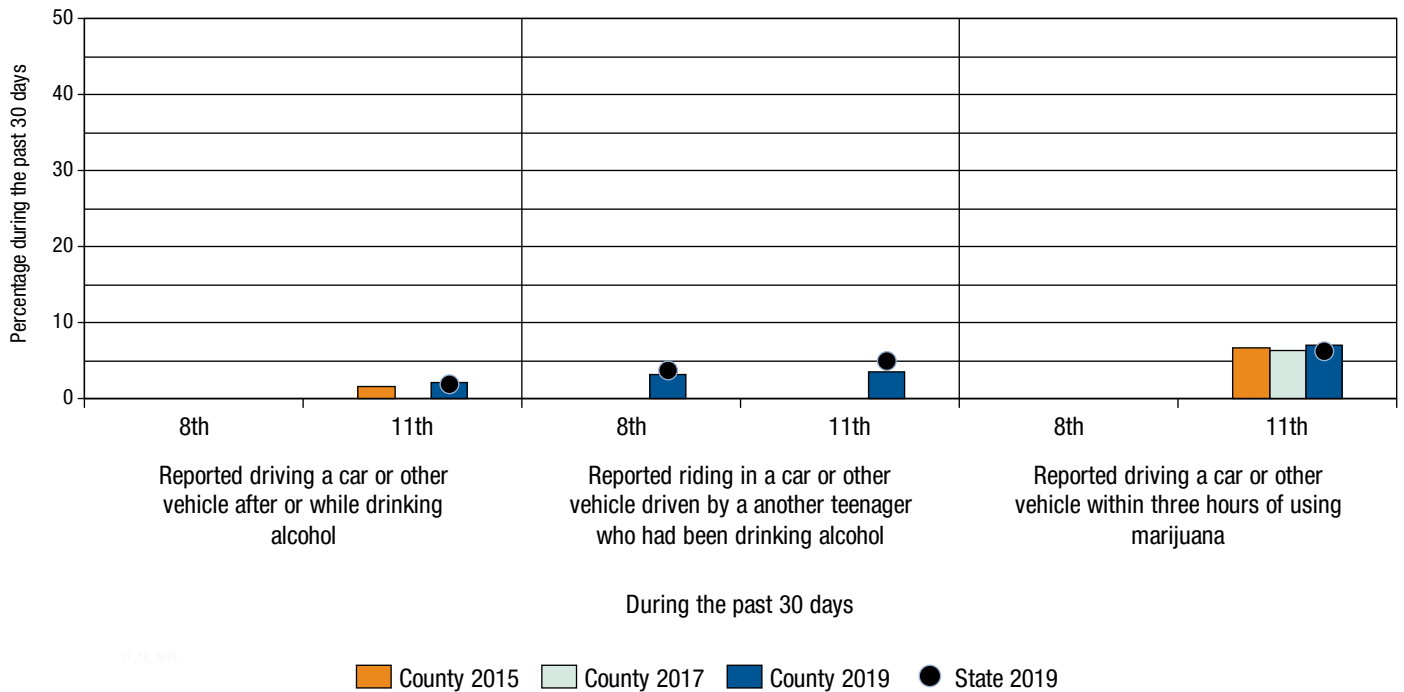 Percentage during the past 30 days
50
40
30
20
10
0
8th 11th 8th 11th 8th 11th
Reported driving a car or other
vehicle after or while drinking
alcohol
Reported riding in a car or other
vehicle driven by a another teenager
who had been drinking alcohol
Reported driving a car or other
vehicle within three hours of using
marijuana
During the past 30 days
County 2015 County 2017 County 2019 State 2019